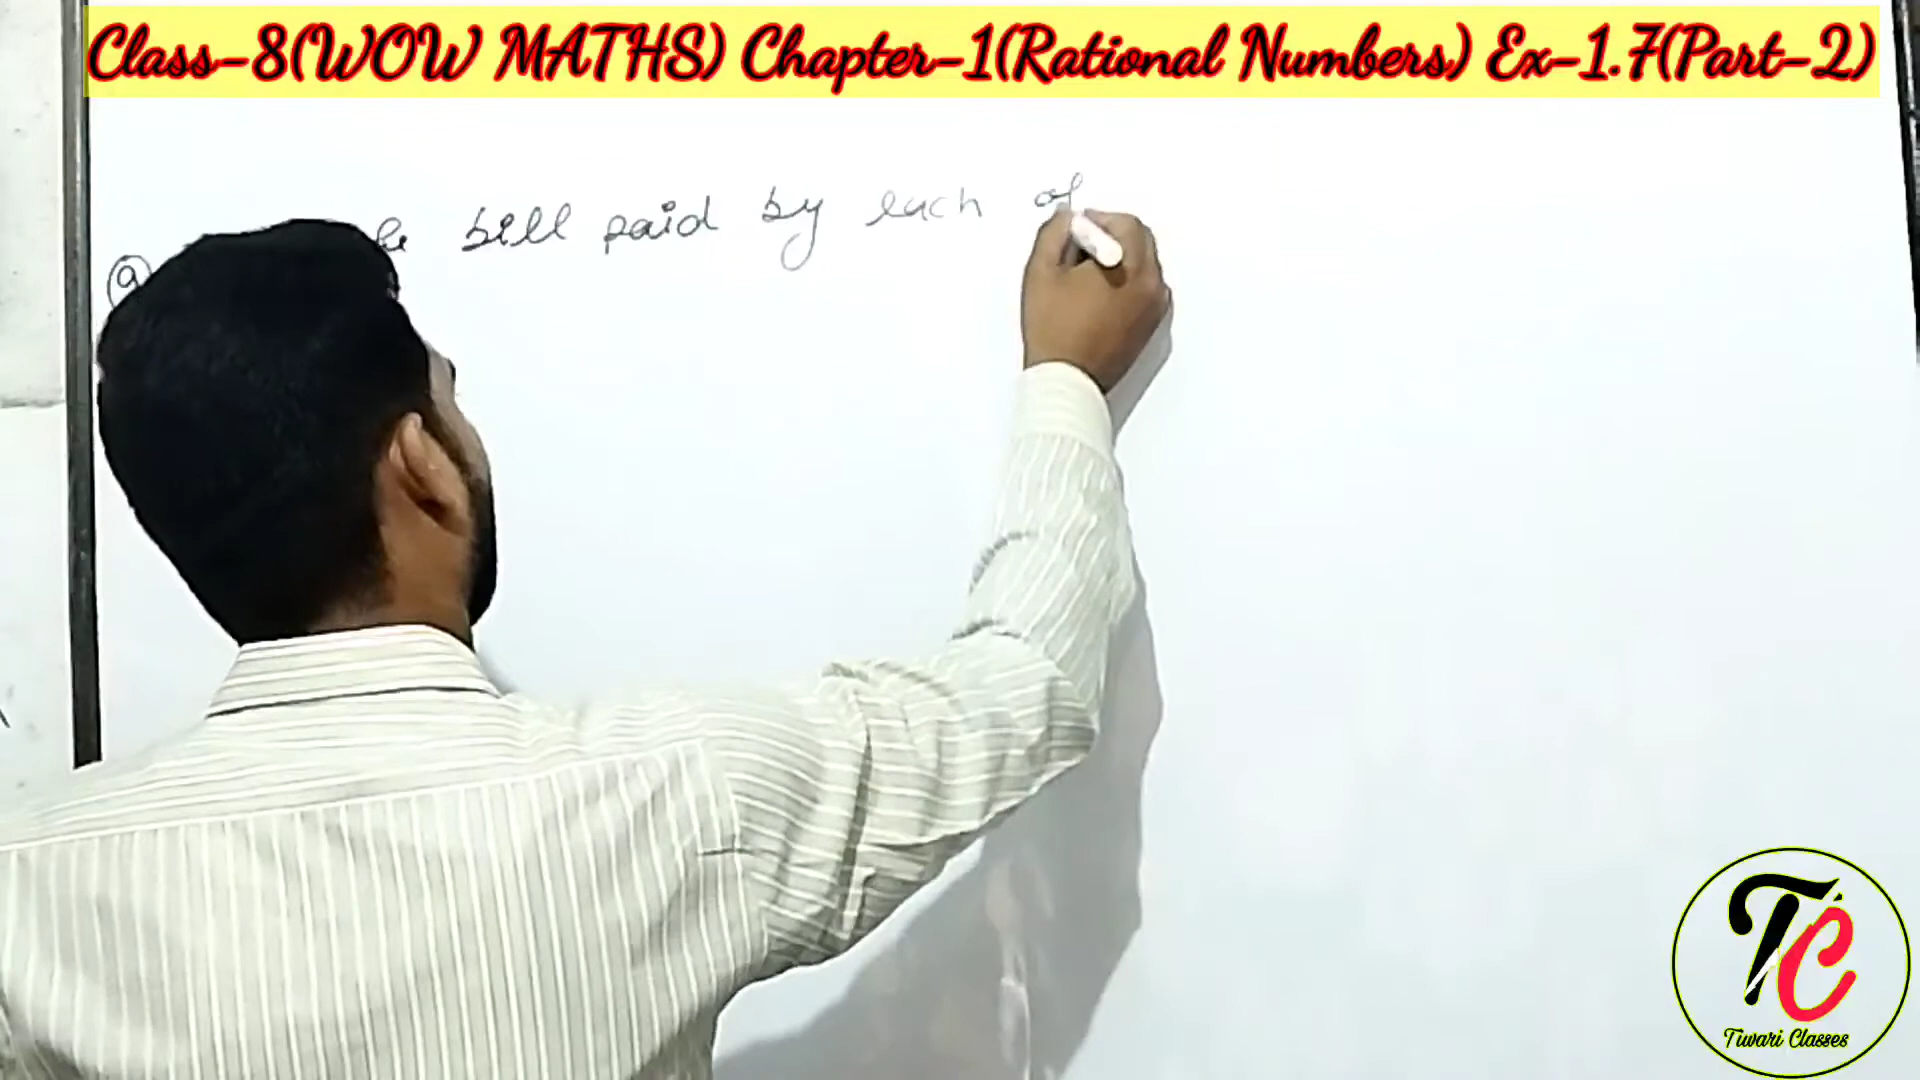 Class-8(WOW MATHS) Chapter-1(Rational Numbers) Ex-1.7(Part-2)
bill paid by each of
TC
Tiwari Classes